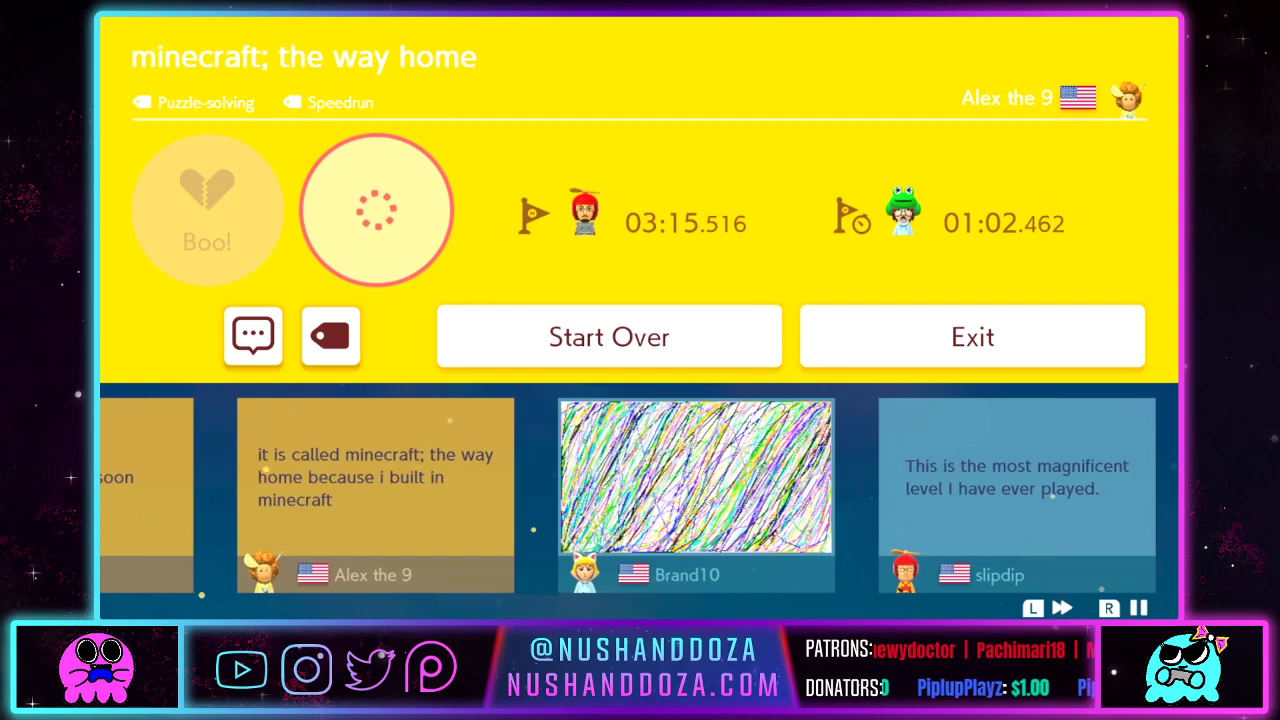 minecraft; the way home
Puzzle-solving Speedrun
Alex the 9
Boo!
03:15.516
01:02.462
Start Over
Exit
soon
it is called minecraft; the way
home because i built in
minecraft
Alex the 9
Brand10
This is the most magnificent
level I have ever played.
slipdip
L R
@NUSHANDDOZA
NUSHANDDOZA.COM
PATRONS: ewydoctor | Pachimari18 |
DONATORS: PiplupPlayz: $1.00 Pi